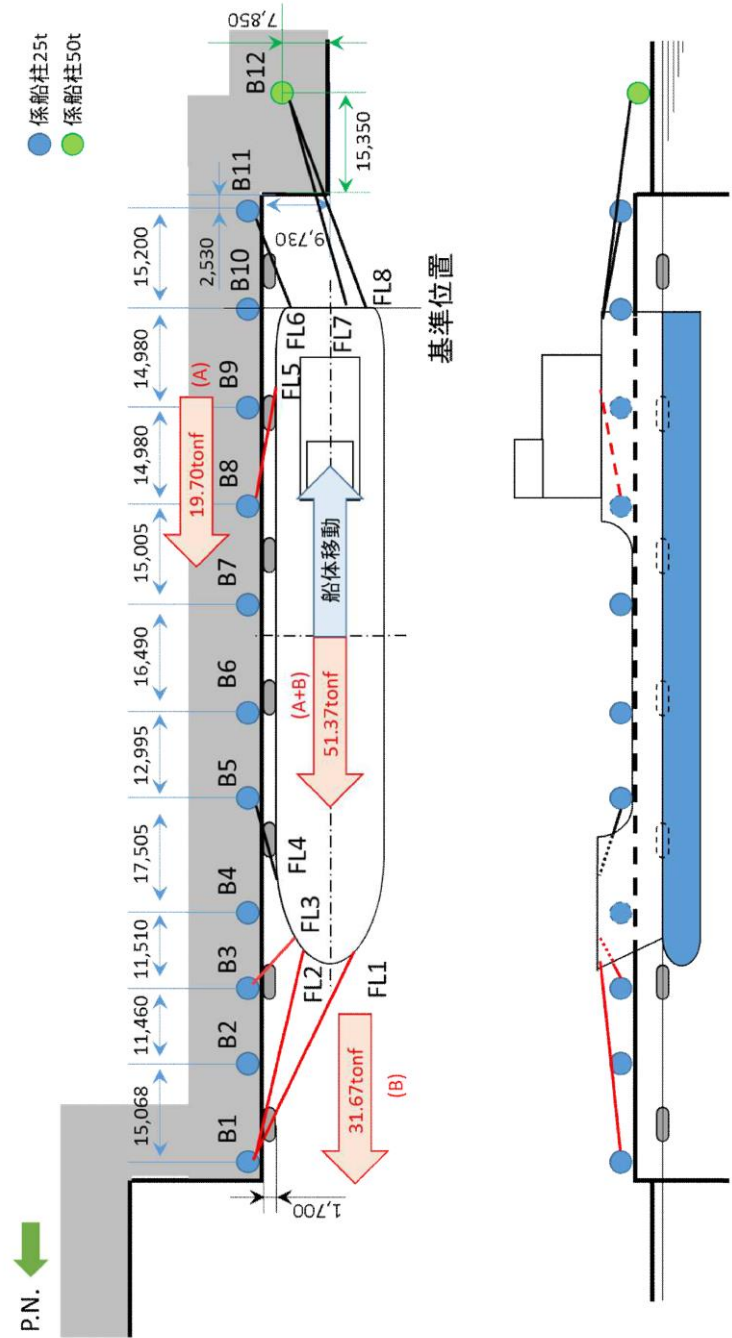 P.N.
係船柱25t
係船柱50t
15,068
11,460
11,510
17,505
12,995
16,490
15,005
14,980
14,980
15,200
2,530
7,850
19.70tonf
(A)
B1
B2
B3
B4
B5
B6
B7
B8
B9
B10
B11
B12
1,700
9,730
15,350
FL1
FL2
FL3
FL4
FL5
FL6
FL7
FL8
(A+B)
51.37tonf
船体移動
31.67tonf
(B)
基準位置